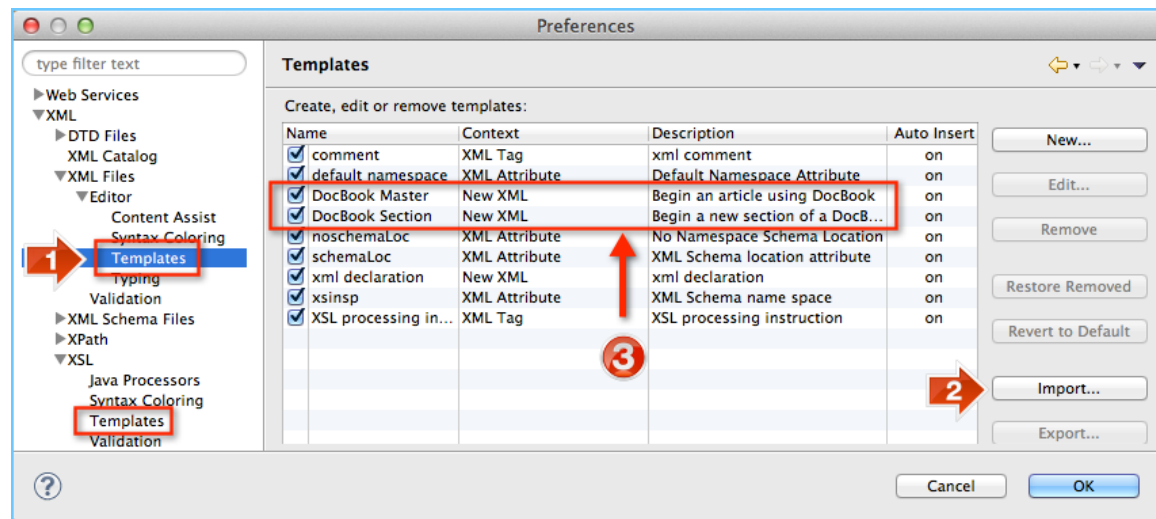 Preferences
type filter text
Templates
Web Services
XML
DTD Files
XML Catalog
XML Files
Editor
Content Assist
Syntax Coloring
1
Templates
Typing
Validation
XML Schema Files
XPath
XSL
Java Processors
Syntax Coloring
Templates
Validation
Create, edit or remove templates:
Name Context Description Auto Insert
comment XML Tag xml comment on
default namespace XML Attribute Default Namespace Attribute on
DocBook Master New XML Begin an article using DocBook on
DocBook Section New XML Begin a new section of a DocB... on
noschemaLoc XML Attribute No Namespace Schema Location on
schemaLoc XML Attribute XML Schema location attribute on
xml declaration New XML xml declaration on
xsinsp XML Attribute XML Schema name space on
XSL processing in... XML Tag XSL processing instruction on
3
New...
Edit...
Remove
Restore Removed
Revert to Default
2
Import...
Export...
?
Cancel
OK